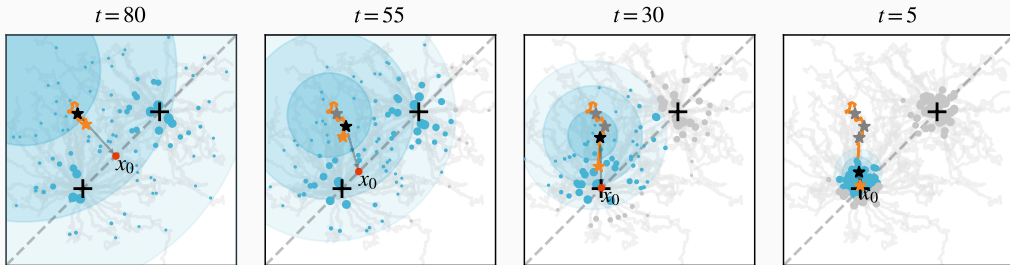 t = 80
t = 55
t = 30
t = 5
x₀
x₀
x₀
x₀